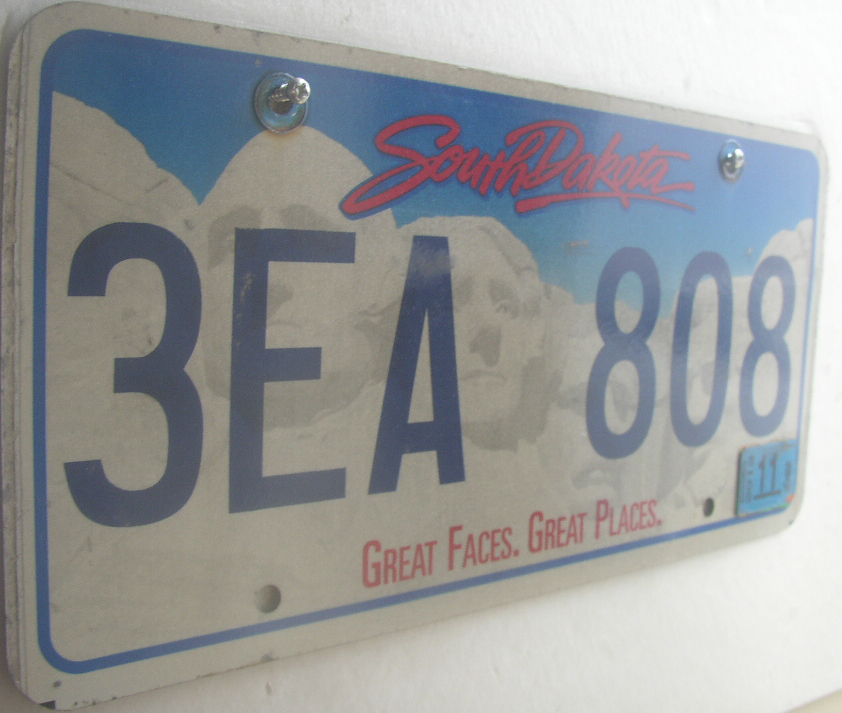 South Dakota
3EA 808
11
GREAT FACES. GREAT PLACES.